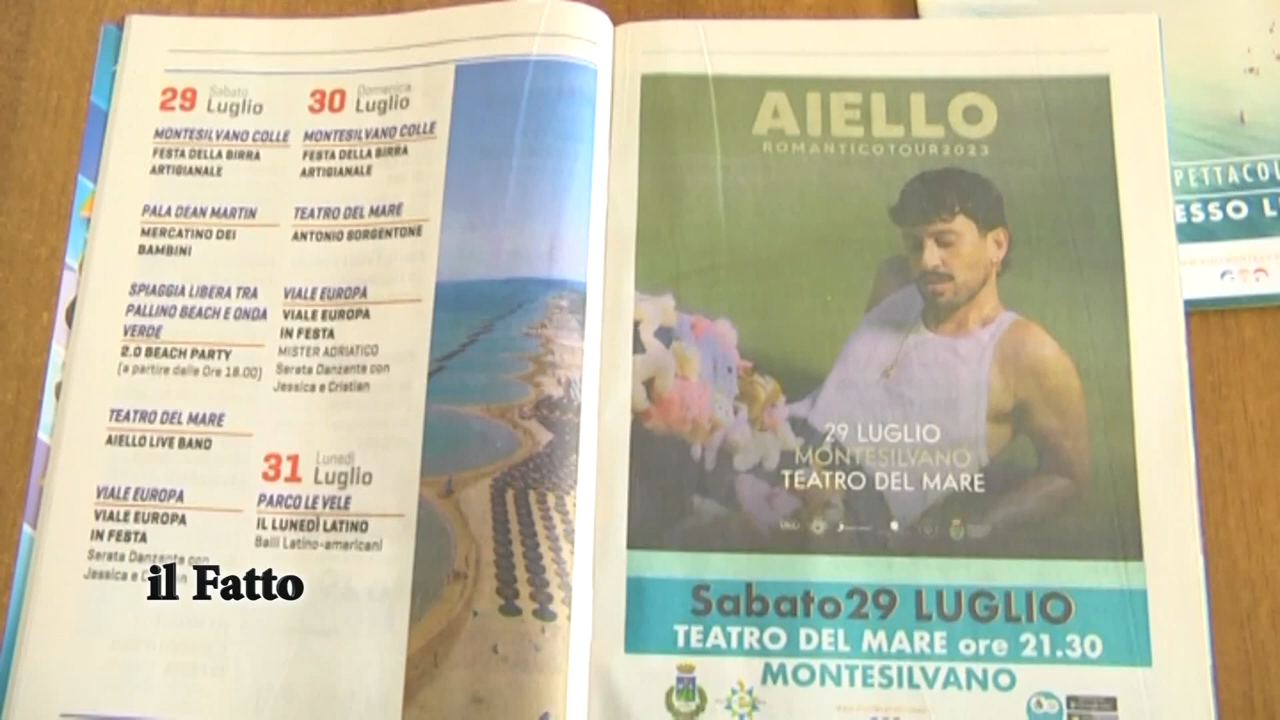 29 Sabato
Luglio
MONTESILVANO COLLE
FESTA DELLA BIRRA
ARTIGIANALE
PALA DEAN MARTIN
MERCATINO DEI
BAMBINI
SPIAGGIA LIBERA TRA
PALLINO BEACH E ONDA
VERDE
2.0 BEACH PARTY
(a partire dalle Ore 18.00)
TEATRO DEL MARE
AIELLO LIVE BAND
VIALE EUROPA
VIALE EUROPA
IN FESTA
Serata Danzante con
Jessica e
il Fatto
30 Domenica
Luglio
MONTESILVANO COLLE
FESTA DELLA BIRRA
ARTIGIANALE
TEATRO DEL MARE
ANTONIO SORGENTONE
VIALE EUROPA
VIALE EUROPA
IN FESTA
MISTER ADRIATICO
Serata Danzante con
Jessica e Cristian
31 Lunedì
Luglio
PARCO LE VELE
IL LUNEDÌ LATINO
Balli Latino-americani
AIELLO
ROMANTICOTOUR2023
29 LUGLIO
MONTESILVANO
TEATRO DEL MARE
Sabato 29 LUGLIO
TEATRO DEL MARE ore 21.30
MONTESILVANO
PETTACOL
ESSO L